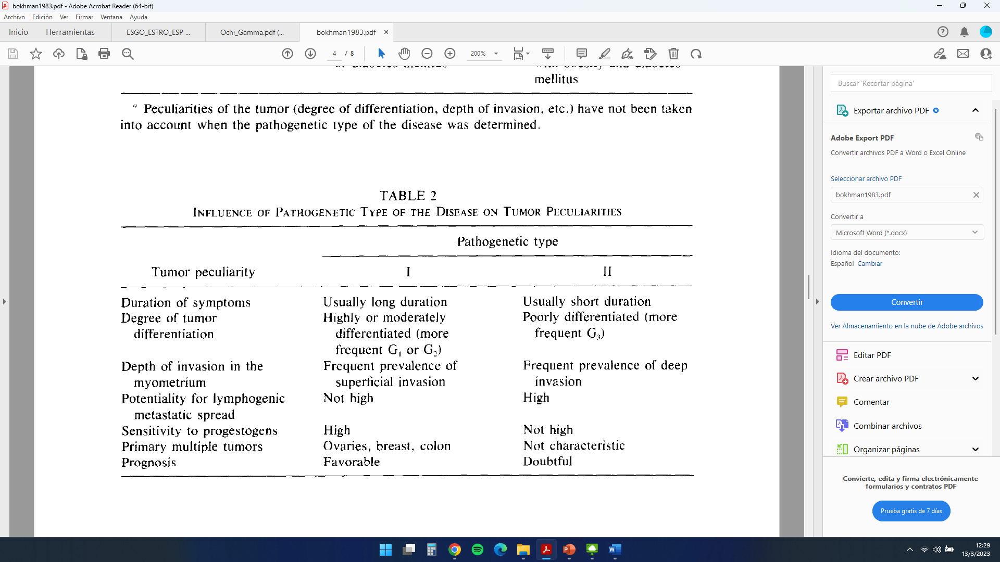 bokhman1983.pdf - Adobe Acrobat Reader (64-bit)
Archivo Edición Ver Firmar Ventana Ayuda
Inicio Herramientas ESGO_ESTRO_ESP ... Ochi_Gamma.pdf (... bokhman1983.pdf ×
4 / 8 200%
mellitus
a Peculiarities of the tumor (degree of differentiation, depth of invasion, etc.) have not been taken
into account when the pathogenetic type of the disease was determined.
TABLE 2
INFLUENCE OF PATHOGENETIC TYPE OF THE DISEASE ON TUMOR PECULIARITIES
Pathogenetic type
Tumor peculiarity I II
Duration of symptoms Usually long duration Usually short duration
Degree of tumor Highly or moderately Poorly differentiated (more
differentiation differentiated (more frequent G3)
frequent G1 or G2)
Depth of invasion in the Frequent prevalence of Frequent prevalence of deep
myometrium superficial invasion invasion
Potentiality for lymphogenic Not high High
metastatic spread
Sensitivity to progestogens High Not high
Primary multiple tumors Ovaries, breast, colon Not characteristic
Prognosis Favorable Doubtful
Buscar 'Recortar página'
Exportar archivo PDF
Adobe Export PDF
Convertir archivos PDF a Word o Excel Online
Seleccionar archivo PDF
bokhman1983.pdf
Convertir a
Microsoft Word (*.docx)
Idioma del documento:
Español Cambiar
Convertir
Ver Almacenamiento en la nube de Adobe archivos
Editar PDF
Crear archivo PDF
Comentar
Combinar archivos
Organizar páginas
Convierte, edita y firma electrónicamente
formularios y contratos PDF
Prueba gratis de 7 días
12:29
13/3/2023